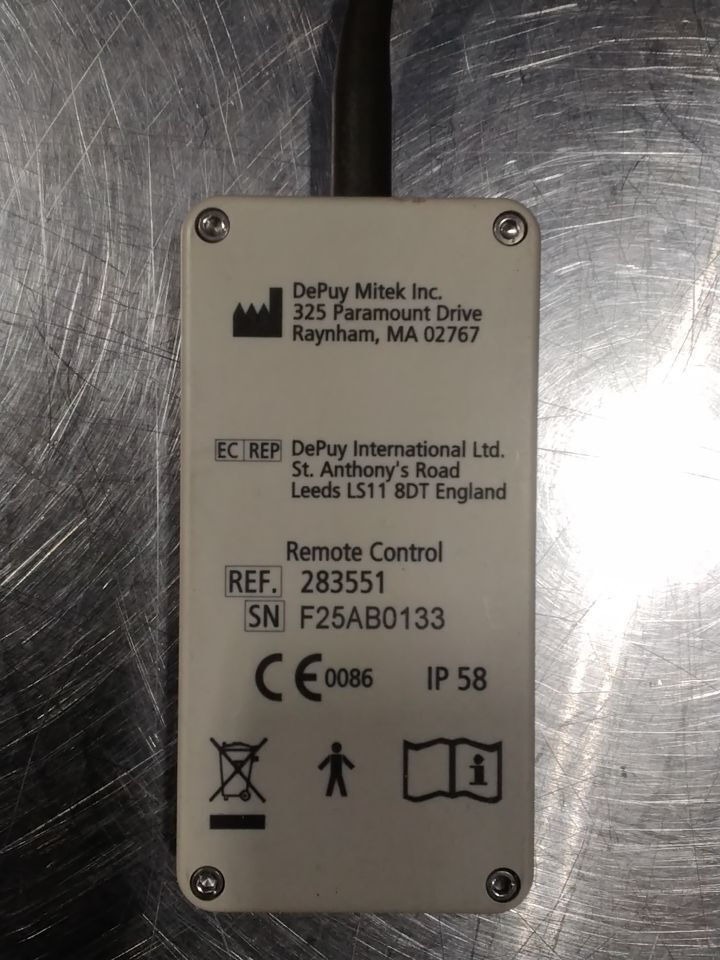 DePuy Mitek Inc.
325 Paramount Drive
Raynham, MA 02767
EC REP DePuy International Ltd.
St. Anthony's Road
Leeds LS11 8DT England
Remote Control
REF. 283551
SN F25AB0133
CE 0086 IP 58
i